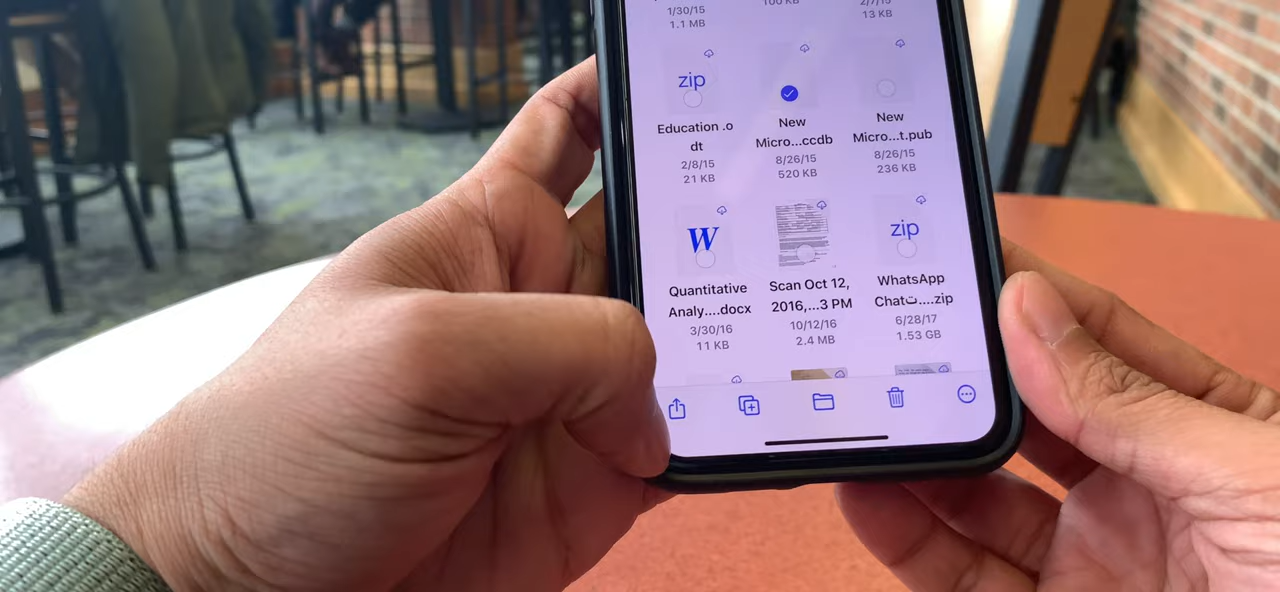 1/30/15
1.1 MB
100 KB
2/7/15
13 KB
zip
Education .o
dt
2/8/15
21 KB
New
Micro...ccdb
8/26/15
520 KB
New
Micro...t.pub
8/26/15
236 KB
W
Quantitative
Analy....docx
3/30/16
11 KB
Scan Oct 12,
2016,...3 PM
10/12/16
2.4 MB
zip
WhatsApp
Chatت....zip
6/28/17
1.53 GB